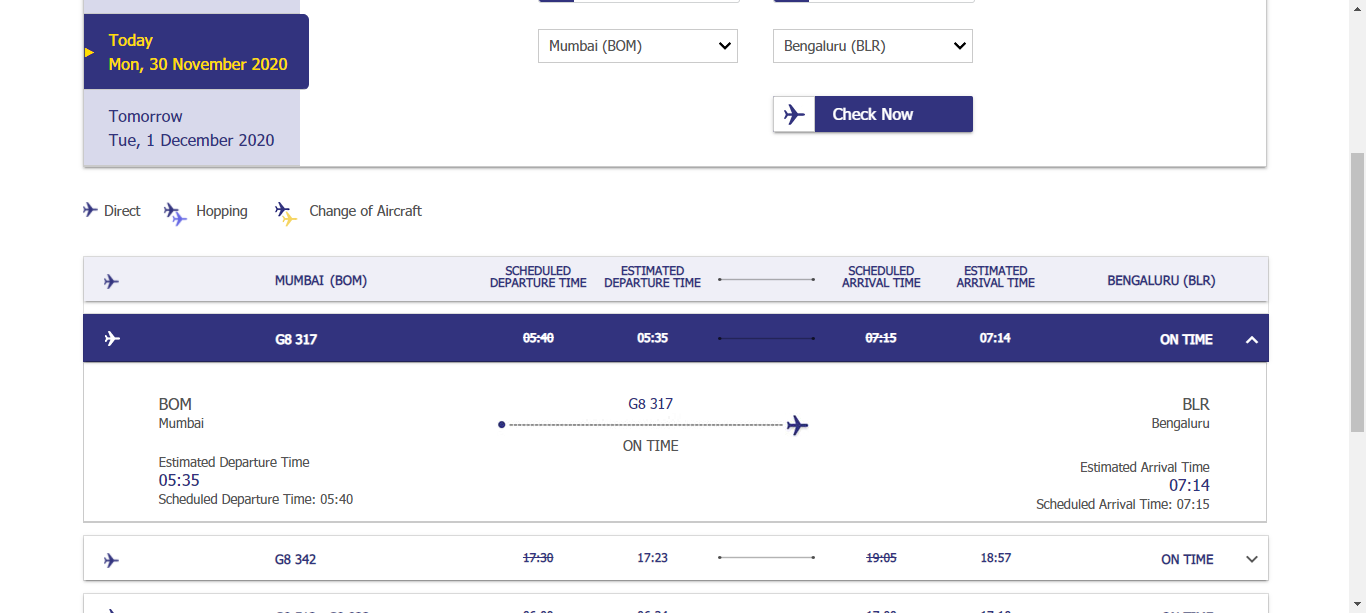 Today
Mon, 30 November 2020
Tomorrow
Tue, 1 December 2020
Mumbai (BOM)
Bengaluru (BLR)
Check Now
Direct
Hopping
Change of Aircraft
MUMBAI (BOM)
SCHEDULED
DEPARTURE TIME
ESTIMATED
DEPARTURE TIME
SCHEDULED
ARRIVAL TIME
ESTIMATED
ARRIVAL TIME
BENGALURU (BLR)
G8 317
05:40
05:35
07:15
07:14
ON TIME
BOM
Mumbai
Estimated Departure Time
05:35
Scheduled Departure Time: 05:40
G8 317
ON TIME
BLR
Bengaluru
Estimated Arrival Time
07:14
Scheduled Arrival Time: 07:15
G8 342
17:30
17:23
19:05
18:57
ON TIME